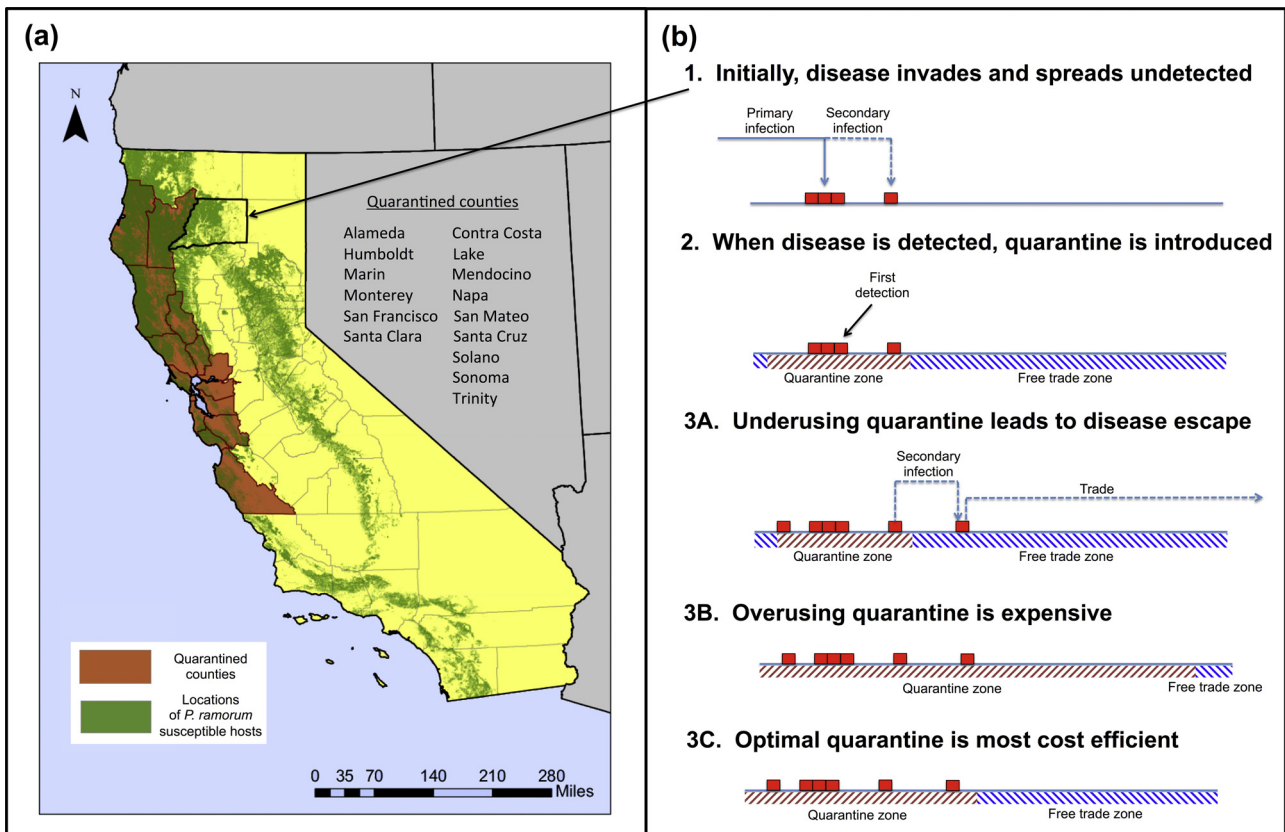 (a)
N
Quarantined counties
Alameda Contra Costa
Humboldt Lake
Marin Mendocino
Monterey Napa
San Francisco San Mateo
Santa Clara Santa Cruz
Solano
Sonoma
Trinity
Quarantined
counties
Locations
of P. ramorum
susceptible hosts
0 35 70 140 210 280
Miles
(b)
1. Initially, disease invades and spreads undetected
Primary
infection
Secondary
infection
2. When disease is detected, quarantine is introduced
First
detection
Quarantine zone
Free trade zone
3A. Underusing quarantine leads to disease escape
Secondary
infection
Trade
Quarantine zone
Free trade zone
3B. Overusing quarantine is expensive
Quarantine zone
Free trade zone
3C. Optimal quarantine is most cost efficient
Quarantine zone
Free trade zone